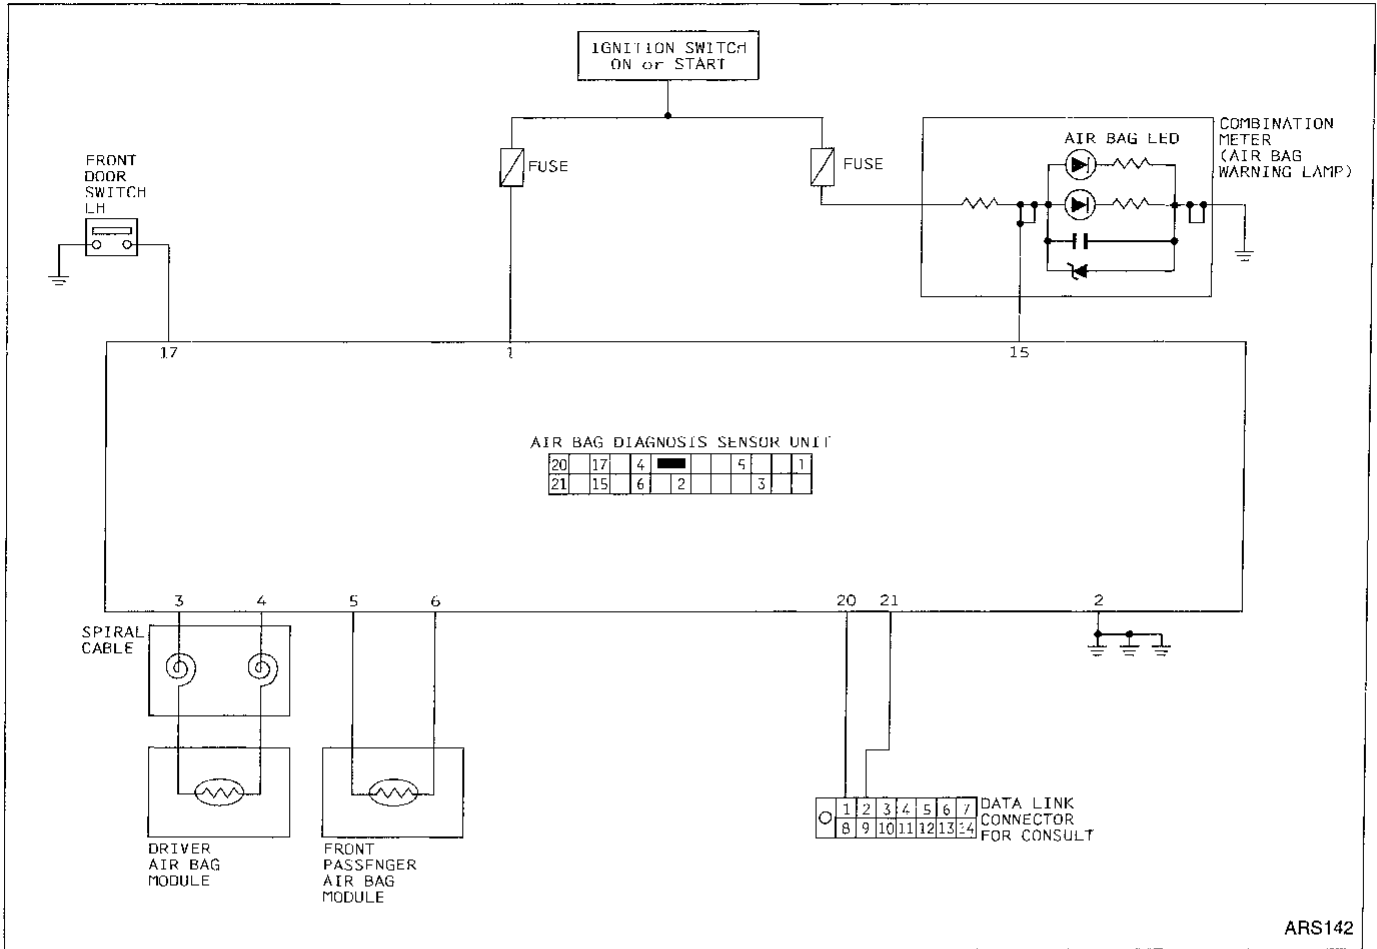 IGNITION SWITCH
ON or START
FUSE
FUSE
AIR BAG LED
COMBINATION
METER
(AIR BAG
WARNING LAMP)
FRONT
DOOR
SWITCH
LH
17
1
15
AIR BAG DIAGNOSIS SENSOR UNIT
20 17 4 5 1
21 15 6 2 3
3 4 5 6 20 21 2
SPIRAL
CABLE
DRIVER
AIR BAG
MODULE
FRONT
PASSENGER
AIR BAG
MODULE
1 2 3 4 5 6 7
8 9 10 11 12 13 14
DATA LINK
CONNECTOR
FOR CONSULT
ARS142